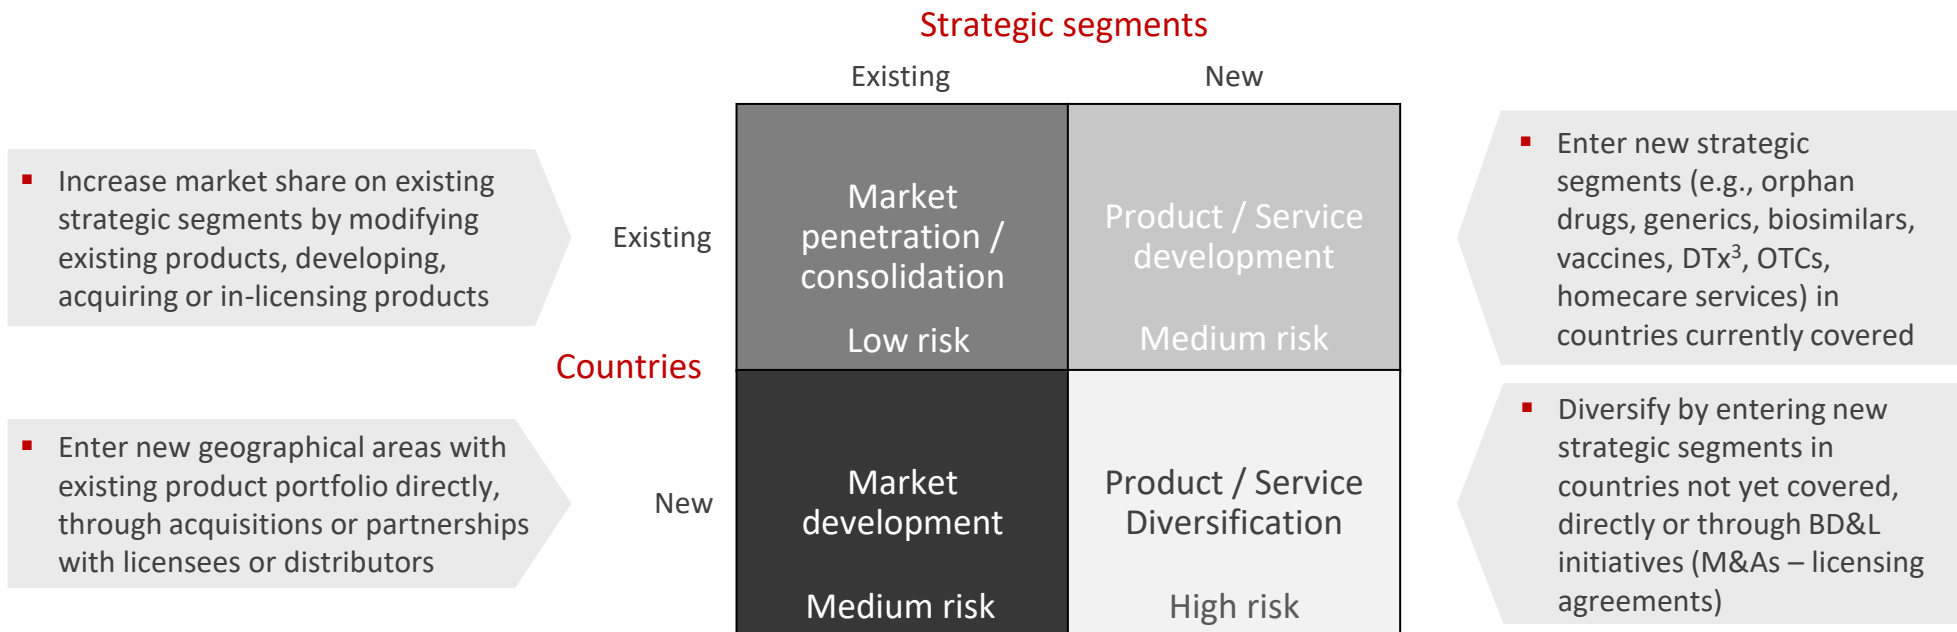 Strategic segments
Existing
New
▪ Increase market share on existing
strategic segments by modifying
existing products, developing,
acquiring or in-licensing products
Existing
Market
penetration /
consolidation
Low risk
Product / Service
development
Medium risk
▪ Enter new strategic
segments (e.g., orphan
drugs, generics, biosimilars,
vaccines, DTx³, OTCs,
homecare services) in
countries currently covered
Countries
▪ Enter new geographical areas with
existing product portfolio directly,
through acquisitions or partnerships
with licensees or distributors
New
Market
development
Medium risk
Product / Service
Diversification
High risk
▪ Diversify by entering new
strategic segments in
countries not yet covered,
directly or through BD&L
initiatives (M&As – licensing
agreements)